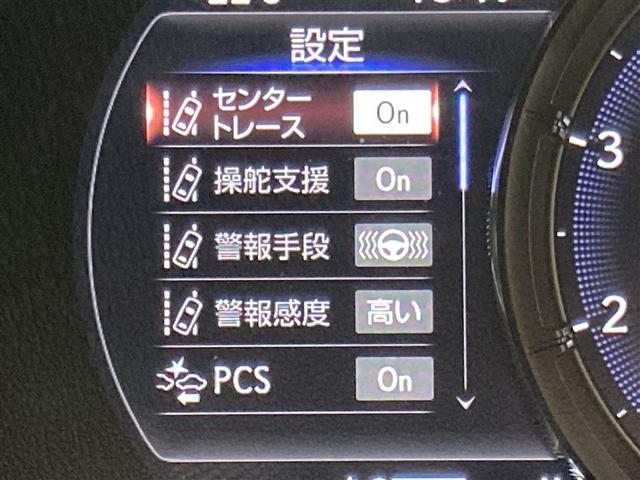 設定
センター
トレース
On
操舵支援
On
警報手段
警報感度
高い
PCS
On
3
2